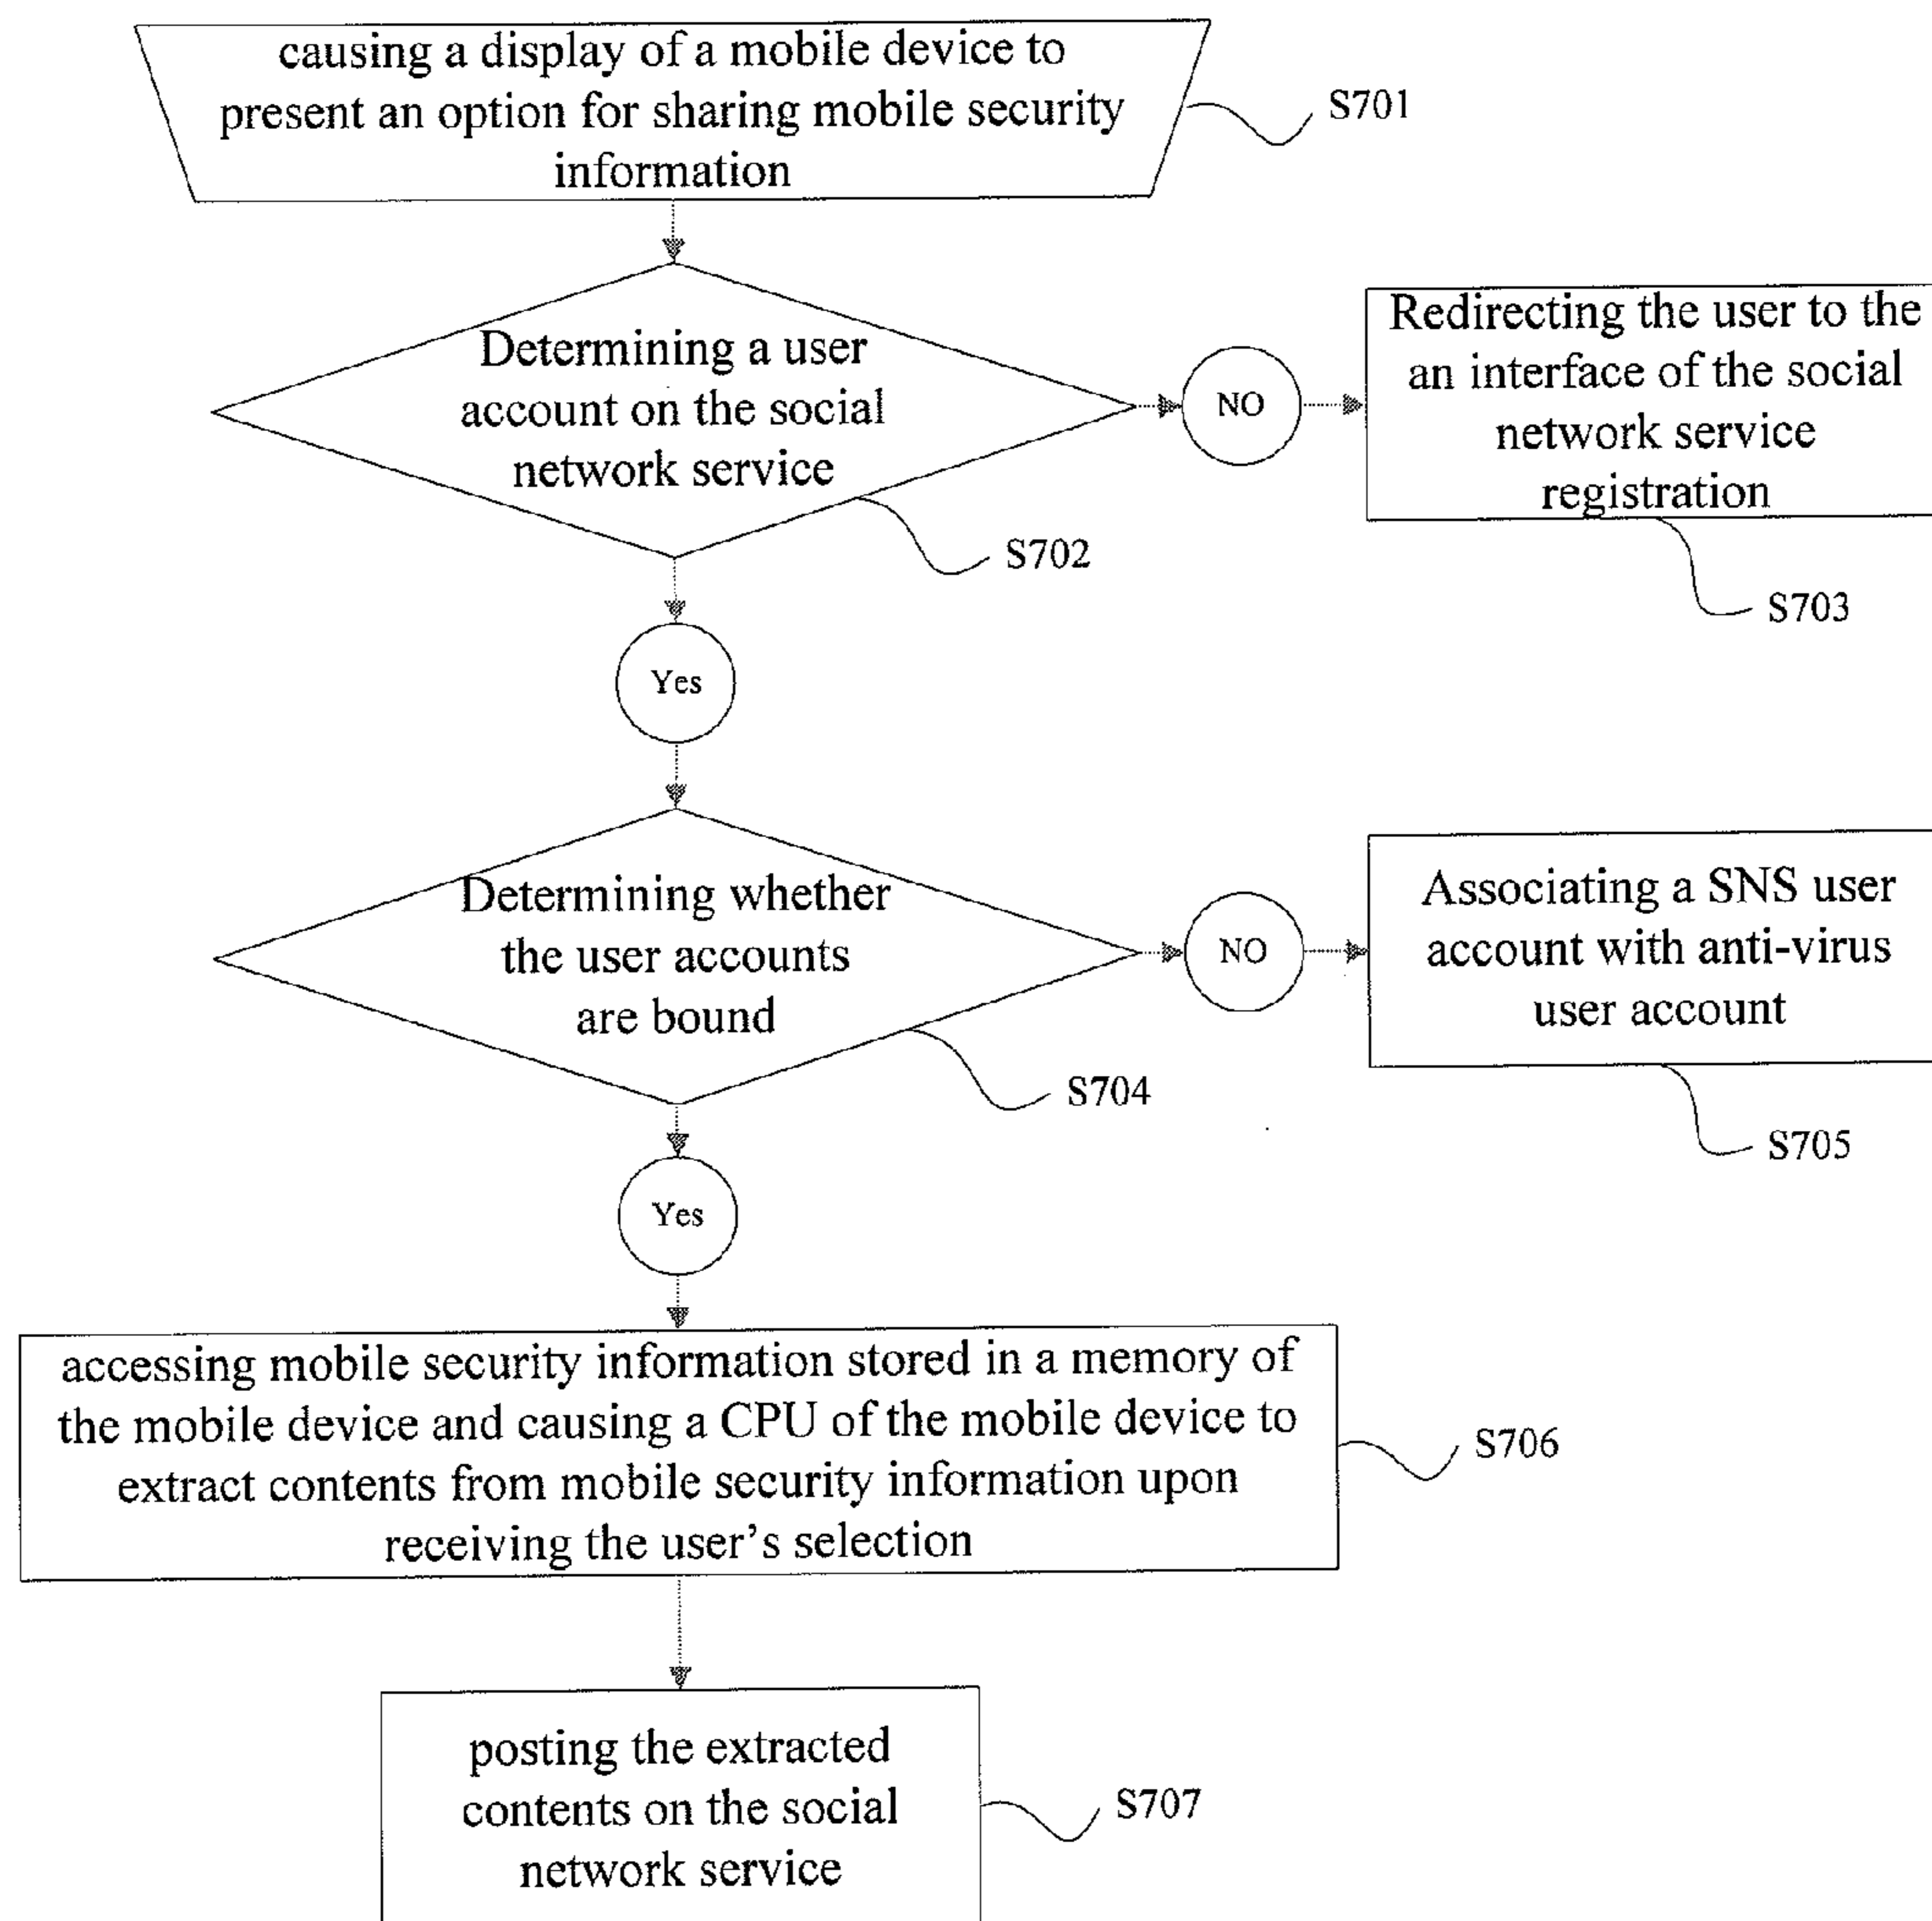 causing a display of a mobile device to
present an option for sharing mobile security
information
S701
Determining a user
account on the social
network service
S702
NO
Redirecting the user to the
an interface of the social
network service
registration
S703
Yes
Determining whether
the user accounts
are bound
S704
NO
Associating a SNS user
account with anti-virus
user account
S705
Yes
accessing mobile security information stored in a memory of
the mobile device and causing a CPU of the mobile device to
extract contents from mobile security information upon
receiving the user’s selection
S706
posting the extracted
contents on the social
network service
S707